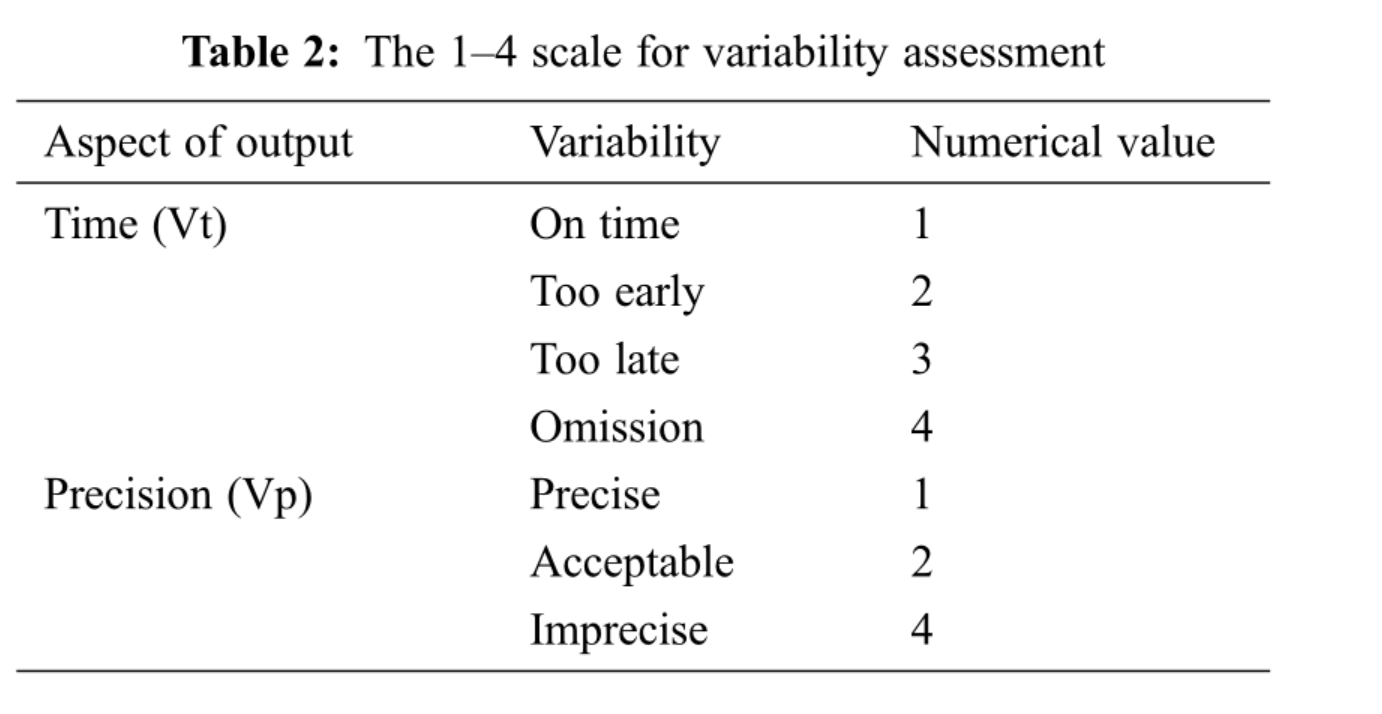 Table 2: The 1–4 scale for variability assessment
Aspect of output Variability Numerical value
Time (Vt) On time 1
Too early 2
Too late 3
Omission 4
Precision (Vp) Precise 1
Acceptable 2
Imprecise 4